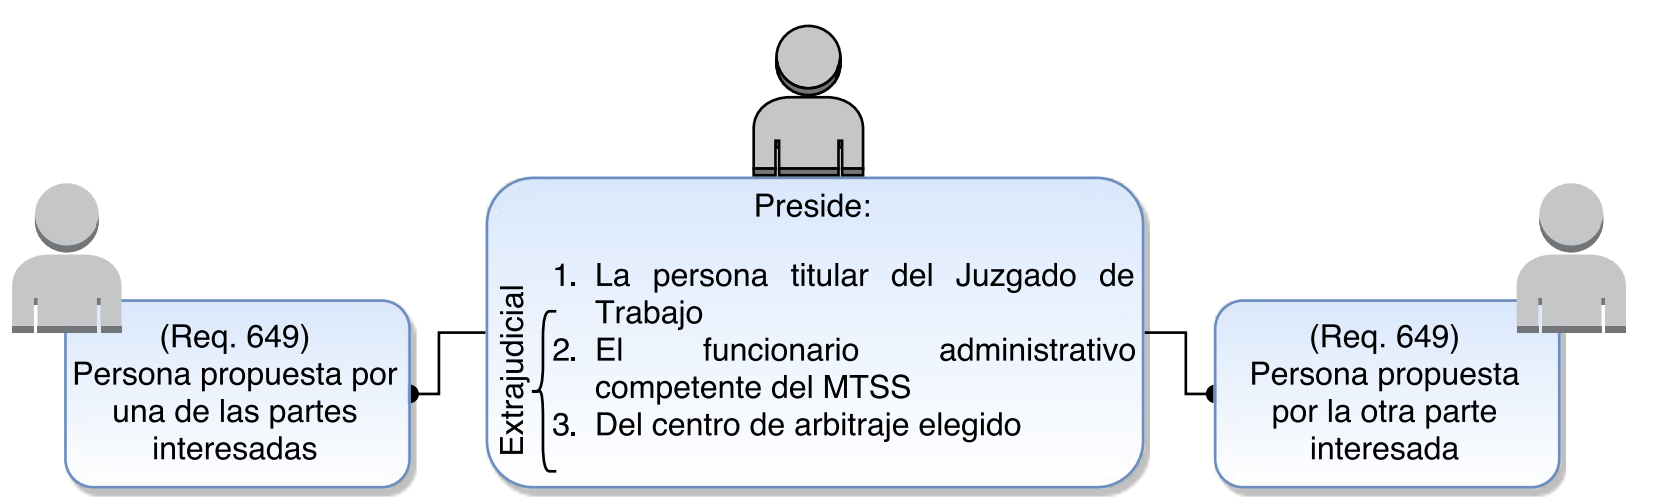 (Req. 649)
Persona propuesta por
una de las partes
interesadas
Preside:
Extrajudicial
1. La persona titular del Juzgado de
Trabajo
2. El funcionario administrativo
competente del MTSS
3. Del centro de arbitraje elegido
(Req. 649)
Persona propuesta
por la otra parte
interesada